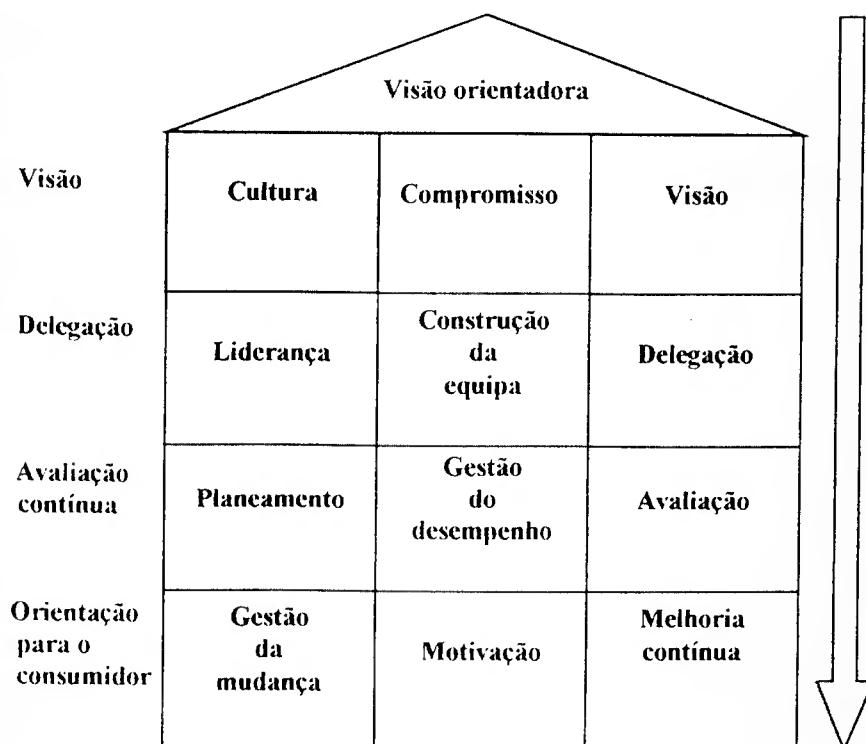 Visão orientadora
Visão
Cultura
Compromisso
Visão
Delegação
Liderança
Construção
da
equipa
Delegação
Avaliação
contínua
Planeamento
Gestão
do
desempenho
Avaliação
Orientação
para o
consumidor
Gestão
da
mudança
Motivação
Melhoria
contínua